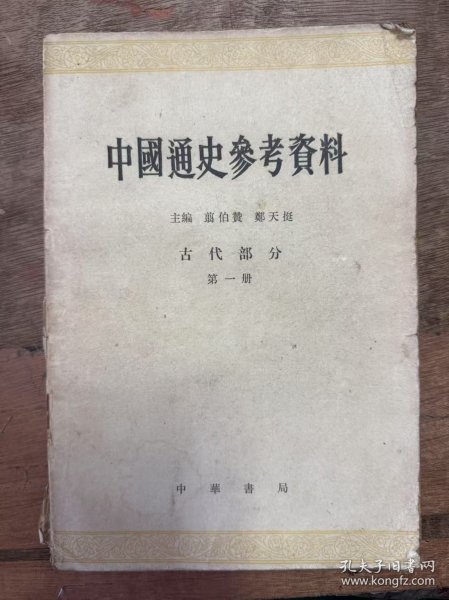 中國通史參考資料
主編 翦伯贊 鄭天挺
古代部分
第一册
中華書局
孔夫子旧书网
www.kongfz.com